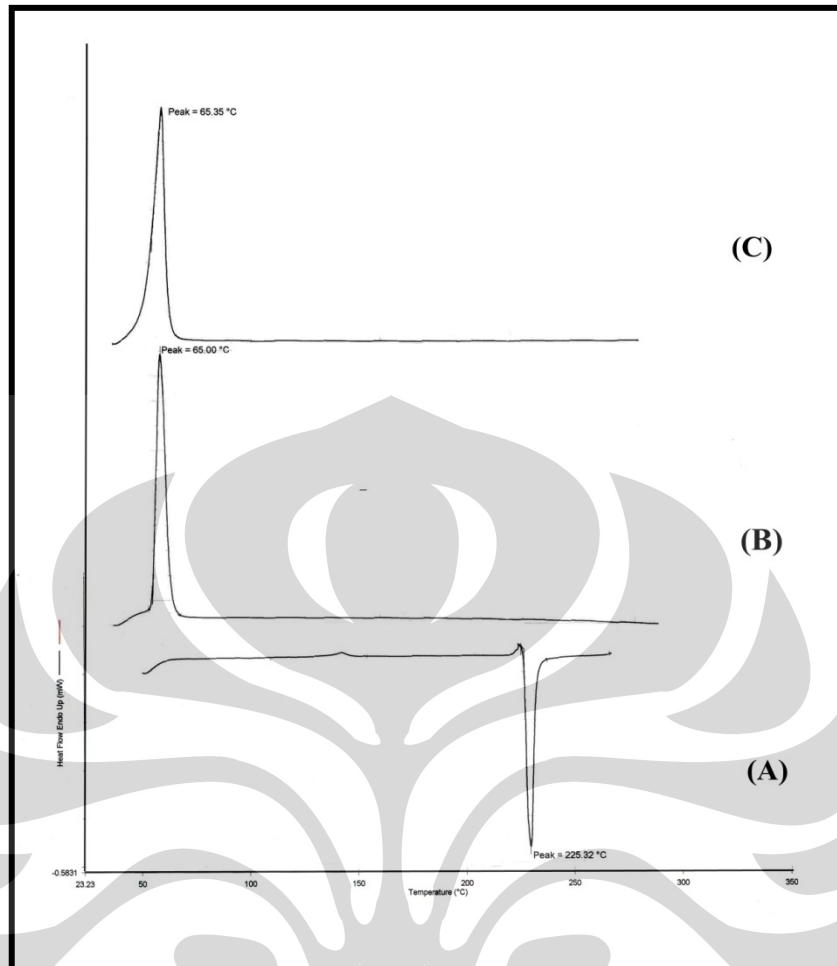 Peak = 65.35 °C
(C)
Peak = 65.00 °C
(B)
(A)
Peak = 225.32 °C
Heat Flow Endo Up (mW)
-0.5831
23.23 50 100 150 200 250 300 350
Temperature (°C)